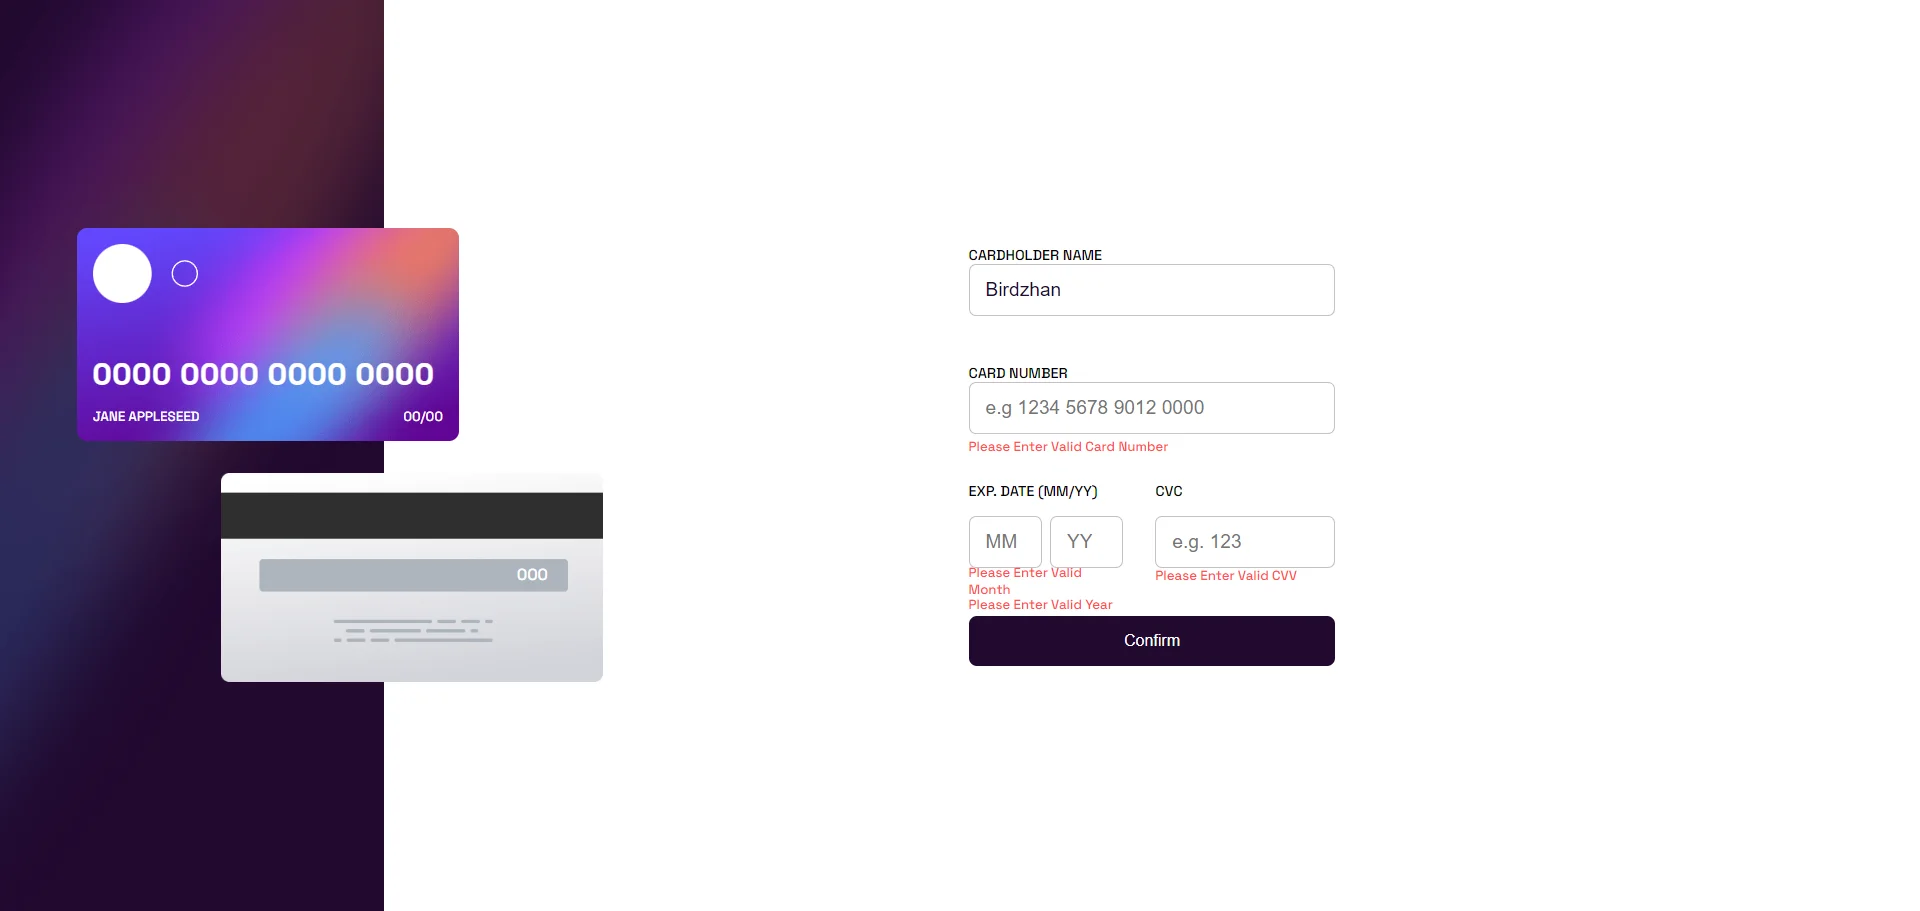 0000 0000 0000 0000
JANE APPLESEED 00/00
000
CARDHOLDER NAME
Birdzhan
CARD NUMBER
e.g 1234 5678 9012 0000
Please Enter Valid Card Number
EXP. DATE (MM/YY) CVC
MM YY e.g. 123
Please Enter Valid
Month
Please Enter Valid Year
Please Enter Valid CVV
Confirm